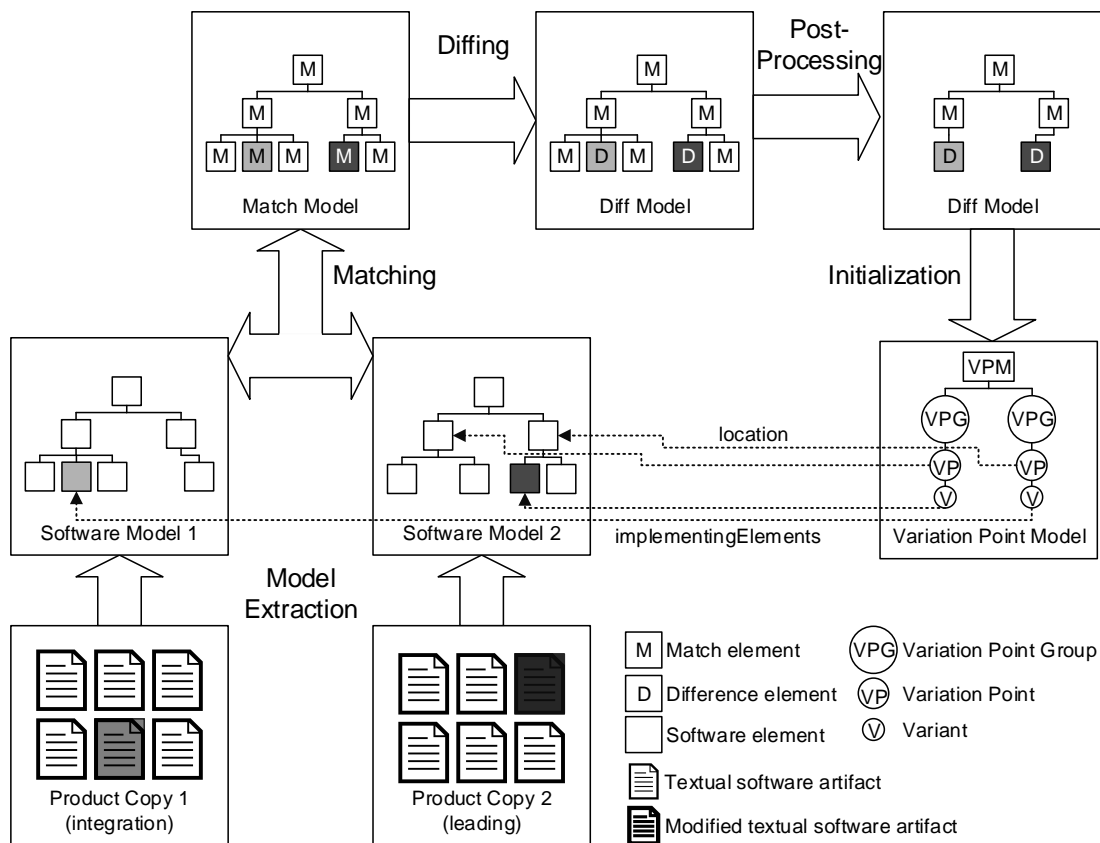 Diffing
Post-
Processing
M
M M
M M M M M
Match Model
M
M M
M D M D M
Diff Model
M
M M
D D
Diff Model
Matching
Initialization
Software Model 1
Software Model 2
location
implementingElements
VPM
VPG VPG
VP VP
V V
Variation Point Model
Model
Extraction
Product Copy 1
(integration)
Product Copy 2
(leading)
M Match element
D Difference element
Software element
Textual software artifact
Modified textual software artifact
VPG Variation Point Group
VP Variation Point
V Variant